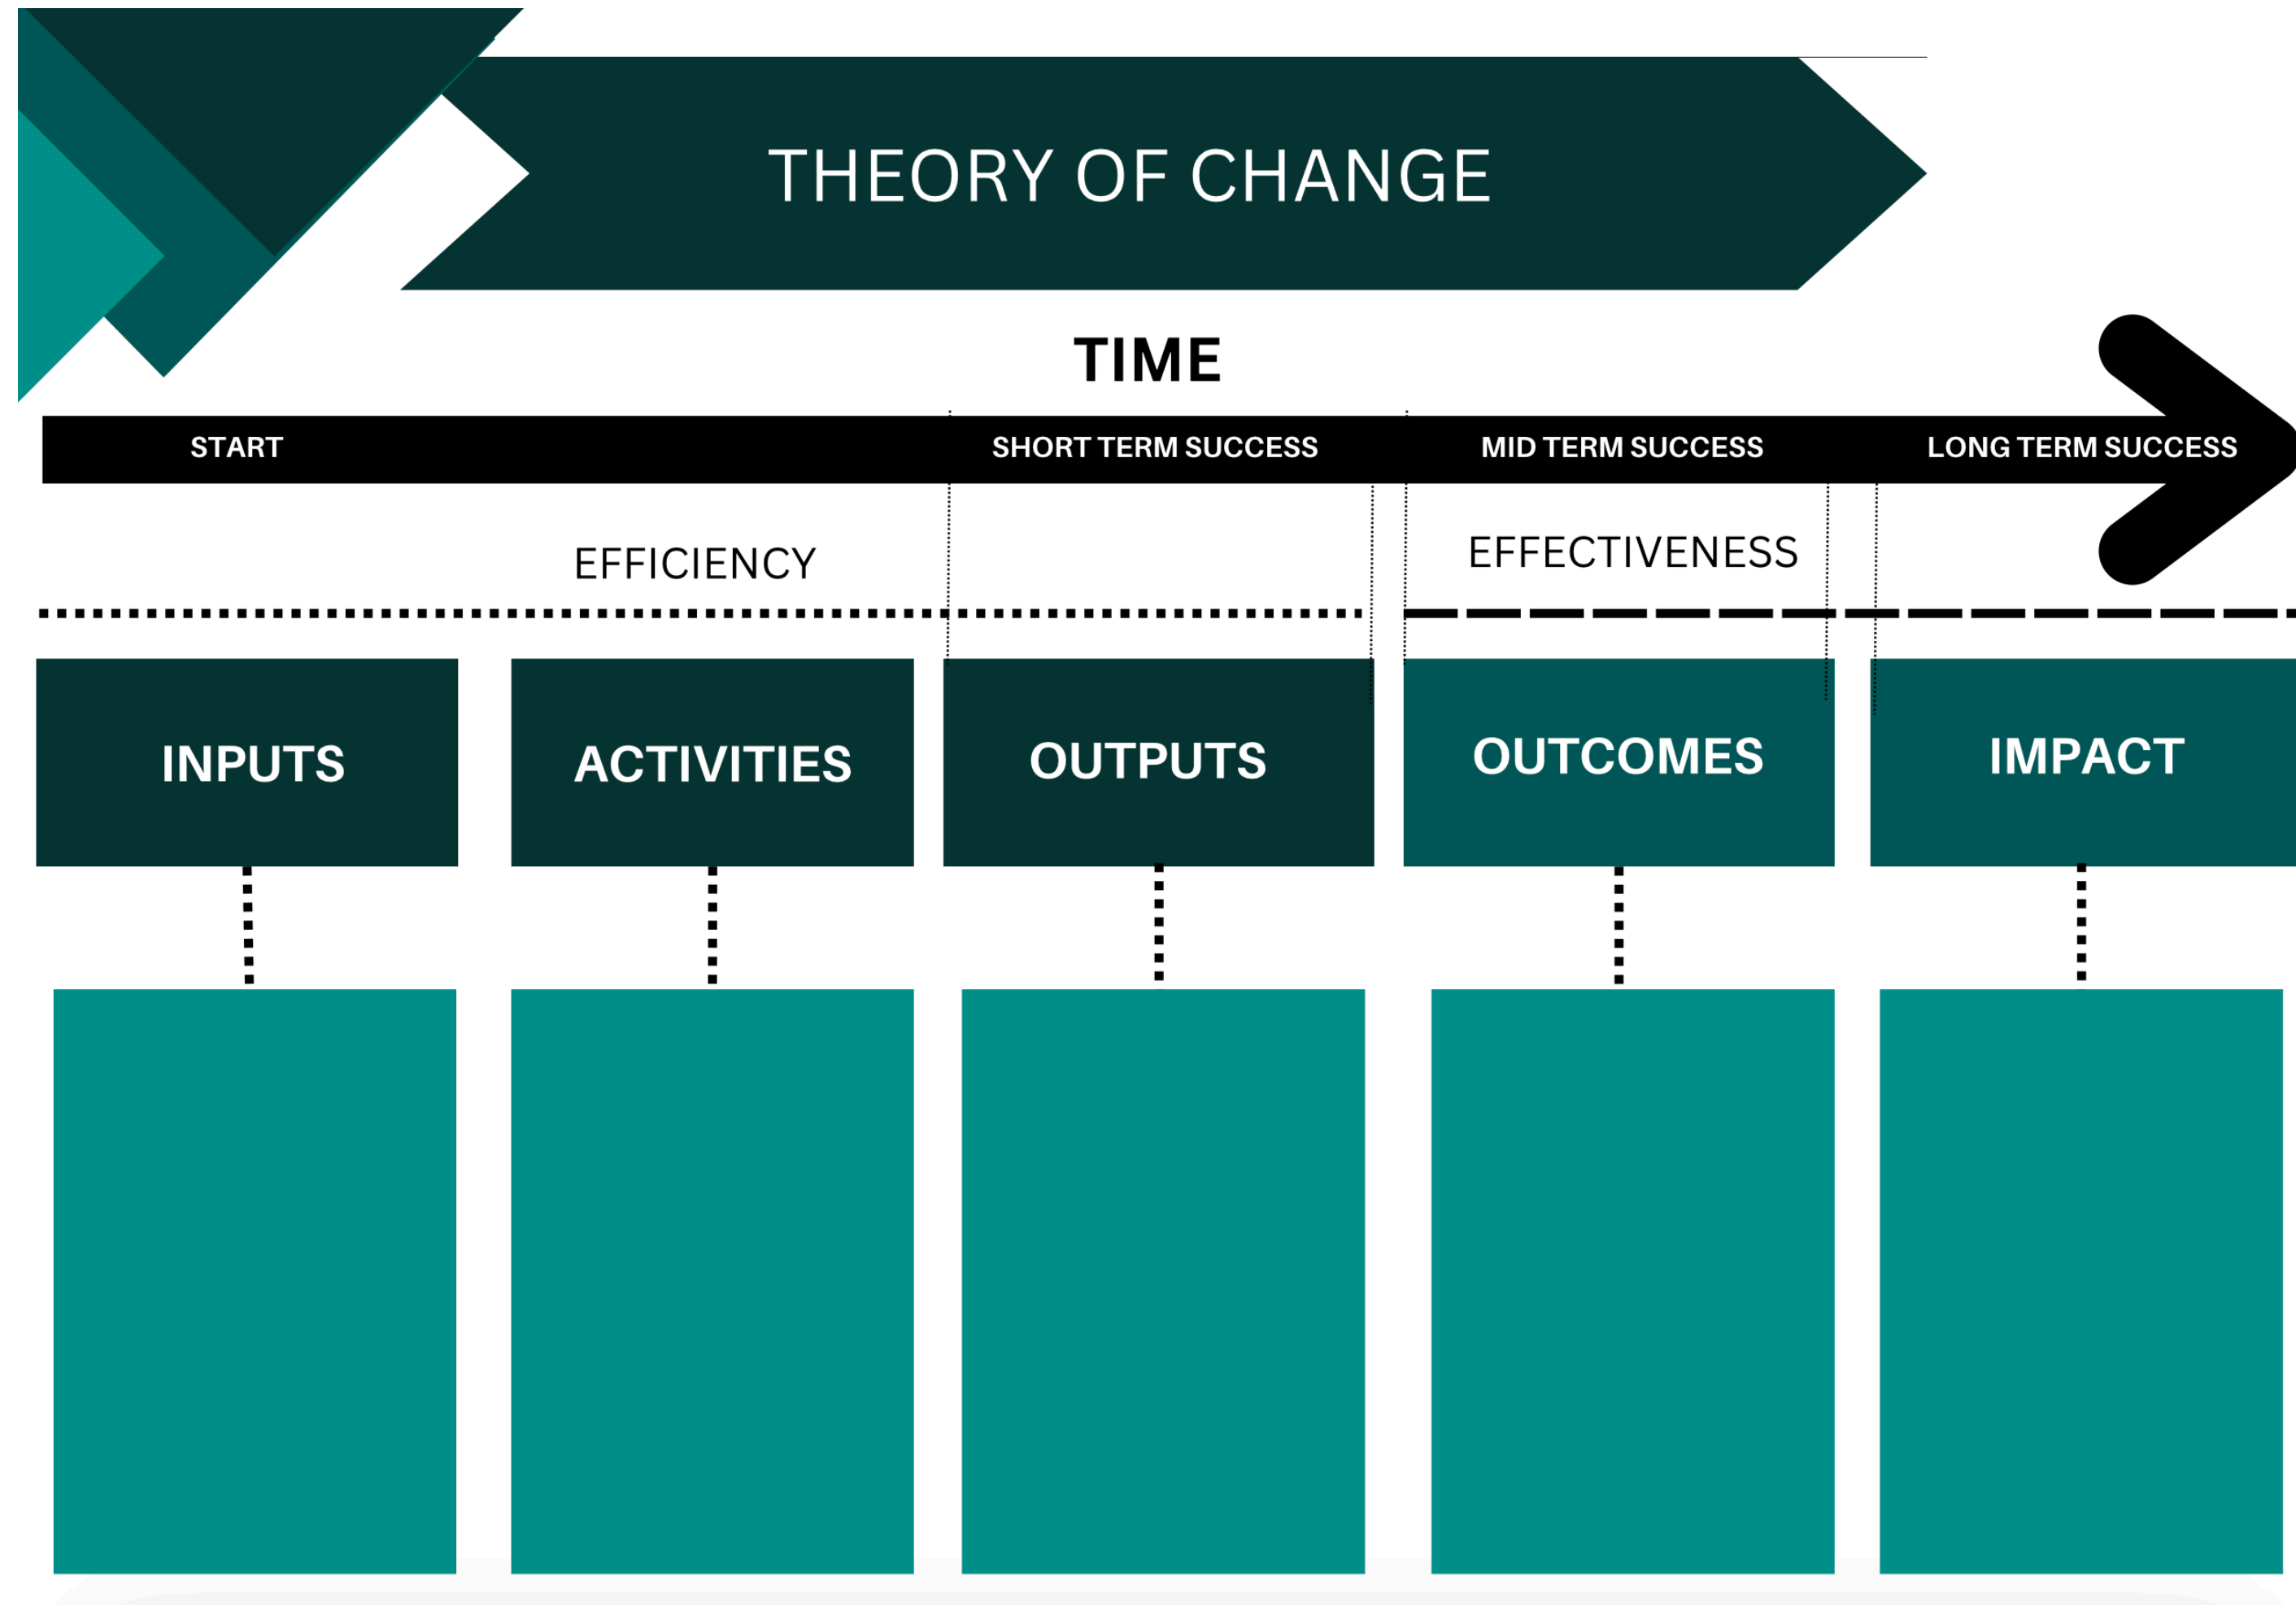 THEORY OF CHANGE
TIME
START
SHORT TERM SUCCESS
MID TERM SUCCESS
LONG TERM SUCCESS
EFFICIENCY
EFFECTIVENESS
INPUTS
ACTIVITIES
OUTPUTS
OUTCOMES
IMPACT